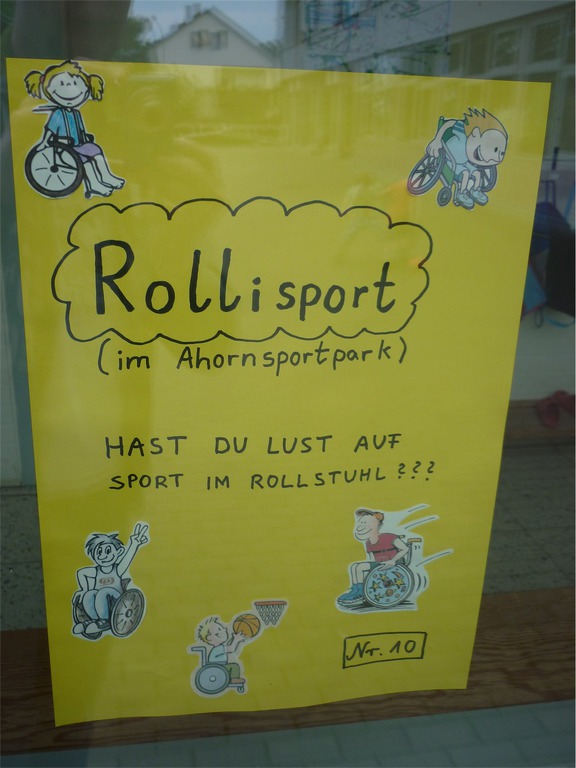 Rollisport
(im Ahornsportpark)
HAST DU LUST AUF
SPORT IM ROLLSTUHL ???
Nr. 10